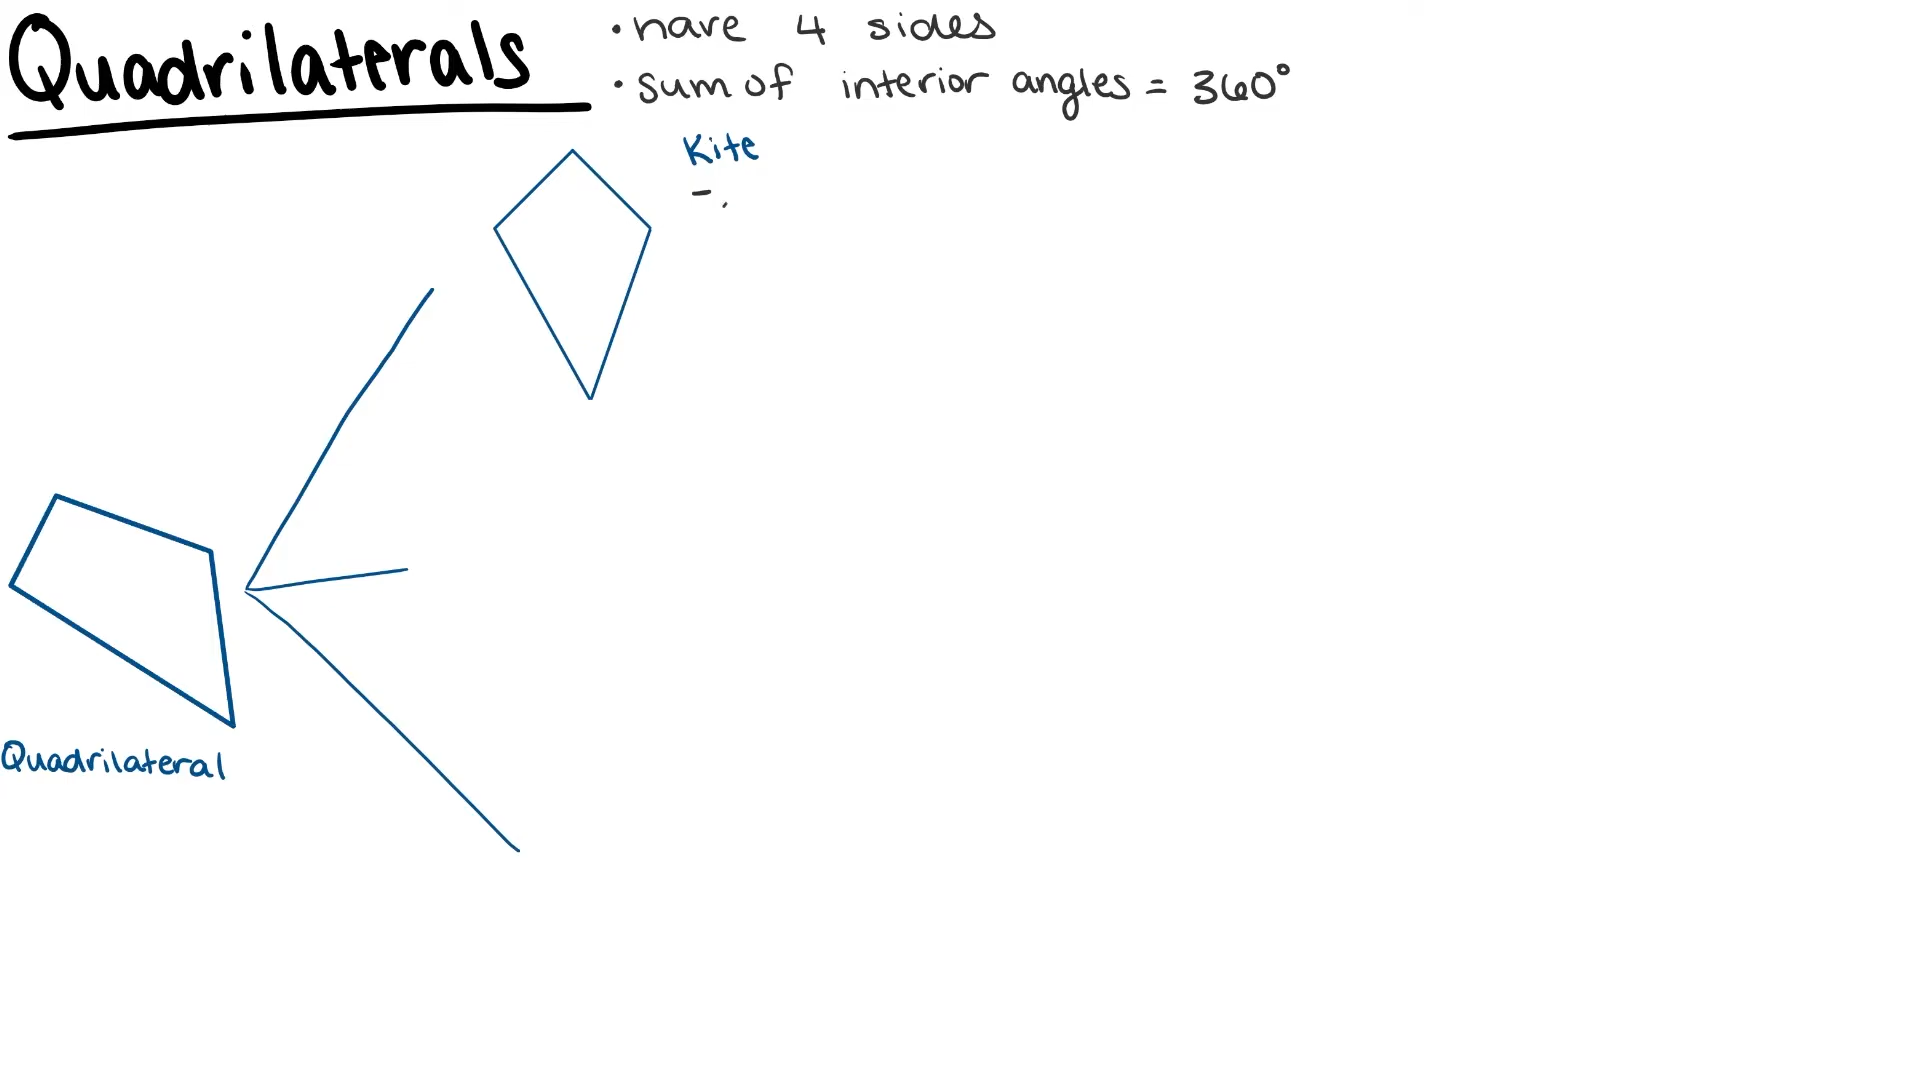 Quadrilaterals
• have 4 sides
• sum of interior angles = 360°
Kite
-
Quadrilateral